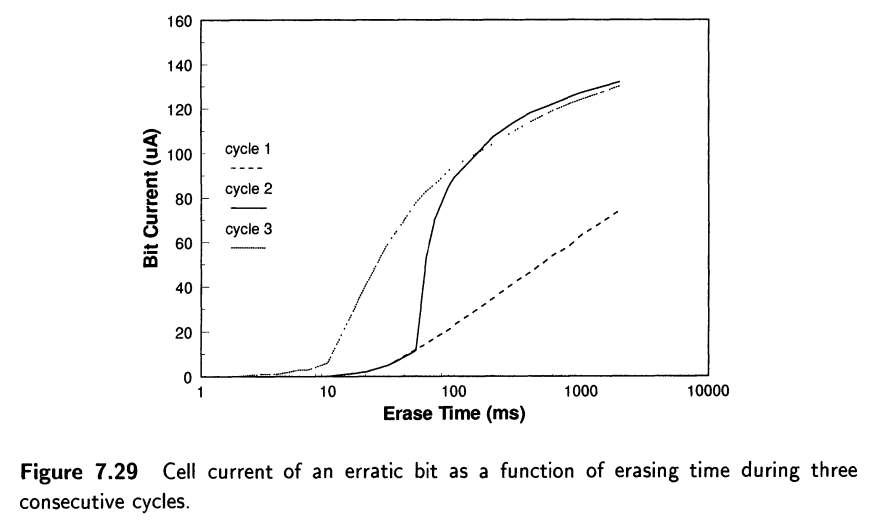 160
140
120
100
80
60
40
20
0
Bit Current (uA)
cycle 1
cycle 2
cycle 3
1
10
100
1000
10000
Erase Time (ms)
Figure 7.29 Cell current of an erratic bit as a function of erasing time during three
consecutive cycles.